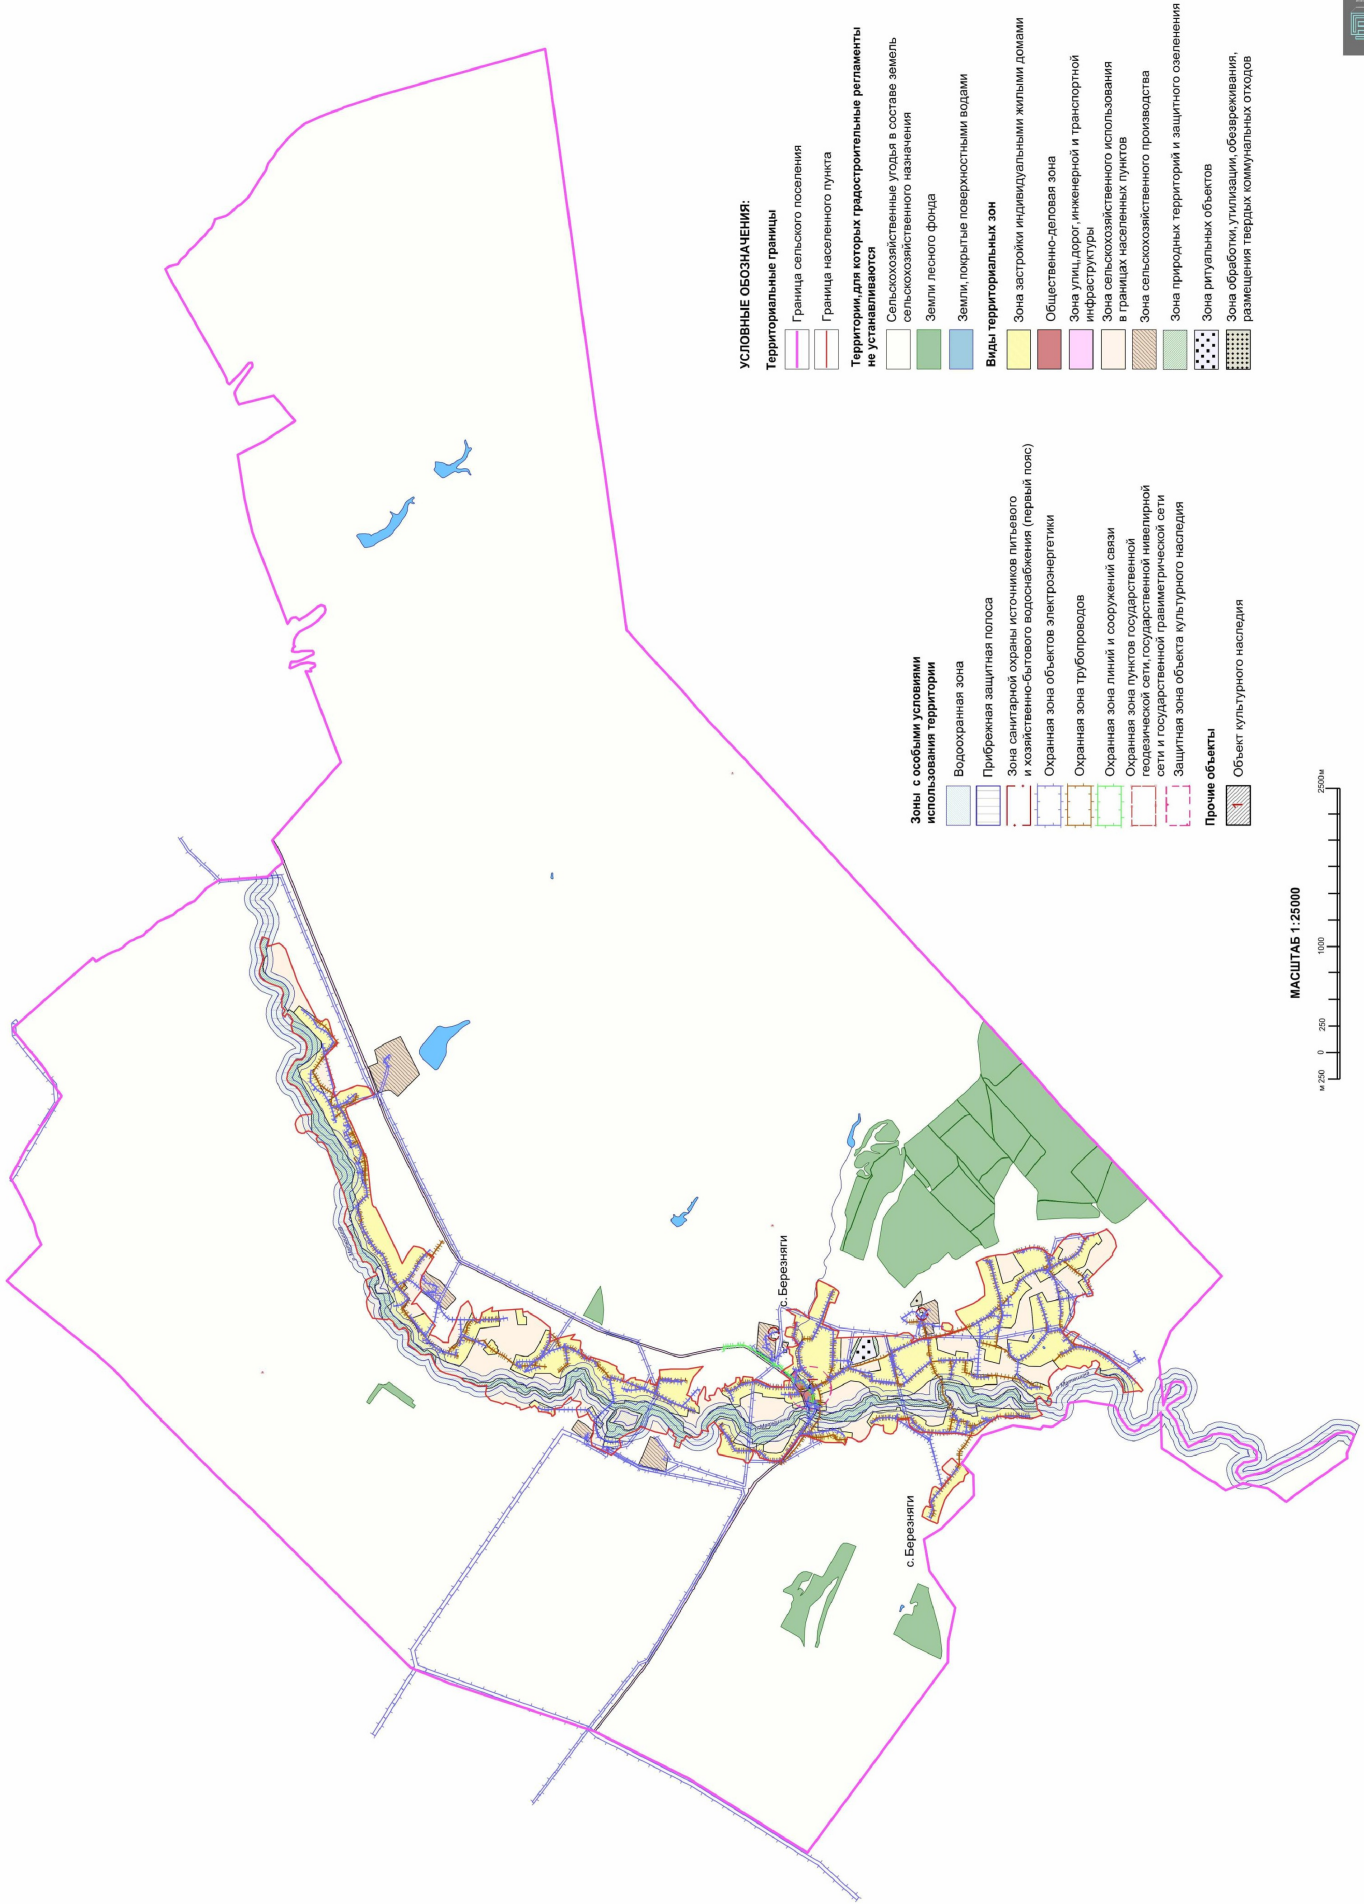 УСЛОВНЫЕ ОБОЗНАЧЕНИЯ:
Территориальные границы
Граница сельского поселения
Граница населенного пункта
Территории, для которых градостроительные регламенты
не устанавливаются
Сельскохозяйственные угодья в составе земель
сельскохозяйственного назначения
Земли лесного фонда
Земли, покрытые поверхностными водами
Виды территориальных зон
Зона застройки индивидуальными жилыми домами
Общественно-деловая зона
Зона улиц, дорог, инженерной и транспортной
инфраструктуры
Зона сельскохозяйственного использования
в границах населенных пунктов
Зона сельскохозяйственного производства
Зона природных территорий и защитного озеленения
Зона ритуальных объектов
Зона обработки, утилизации, обезвреживания,
размещения твердых коммунальных отходов
Зоны с особыми условиями
использования территории
Водоохранная зона
Прибрежная защитная полоса
Зона санитарной охраны источников питьевого
и хозяйственно-бытового водоснабжения (первый пояс)
Охранная зона объектов электроэнергетики
Охранная зона трубопроводов
Охранная зона линий и сооружений связи
Охранная зона пунктов государственной
геодезической сети, государственной нивелирной
сети и государственной гравиметрической сети
Защитная зона объекта культурного наследия
Прочие объекты
1
Объект культурного наследия
с. Березняги
с. Березняги
МАСШТАБ 1:25000
м 250 0 250 1000 2500м